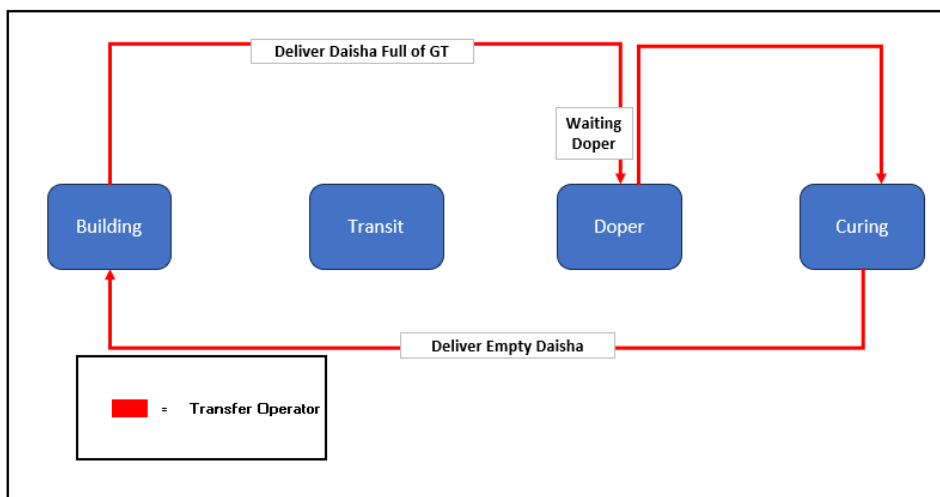 Deliver Daisha Full of GT
Waiting
Doper
Building
Transit
Doper
Curing
Deliver Empty Daisha
= Transfer Operator